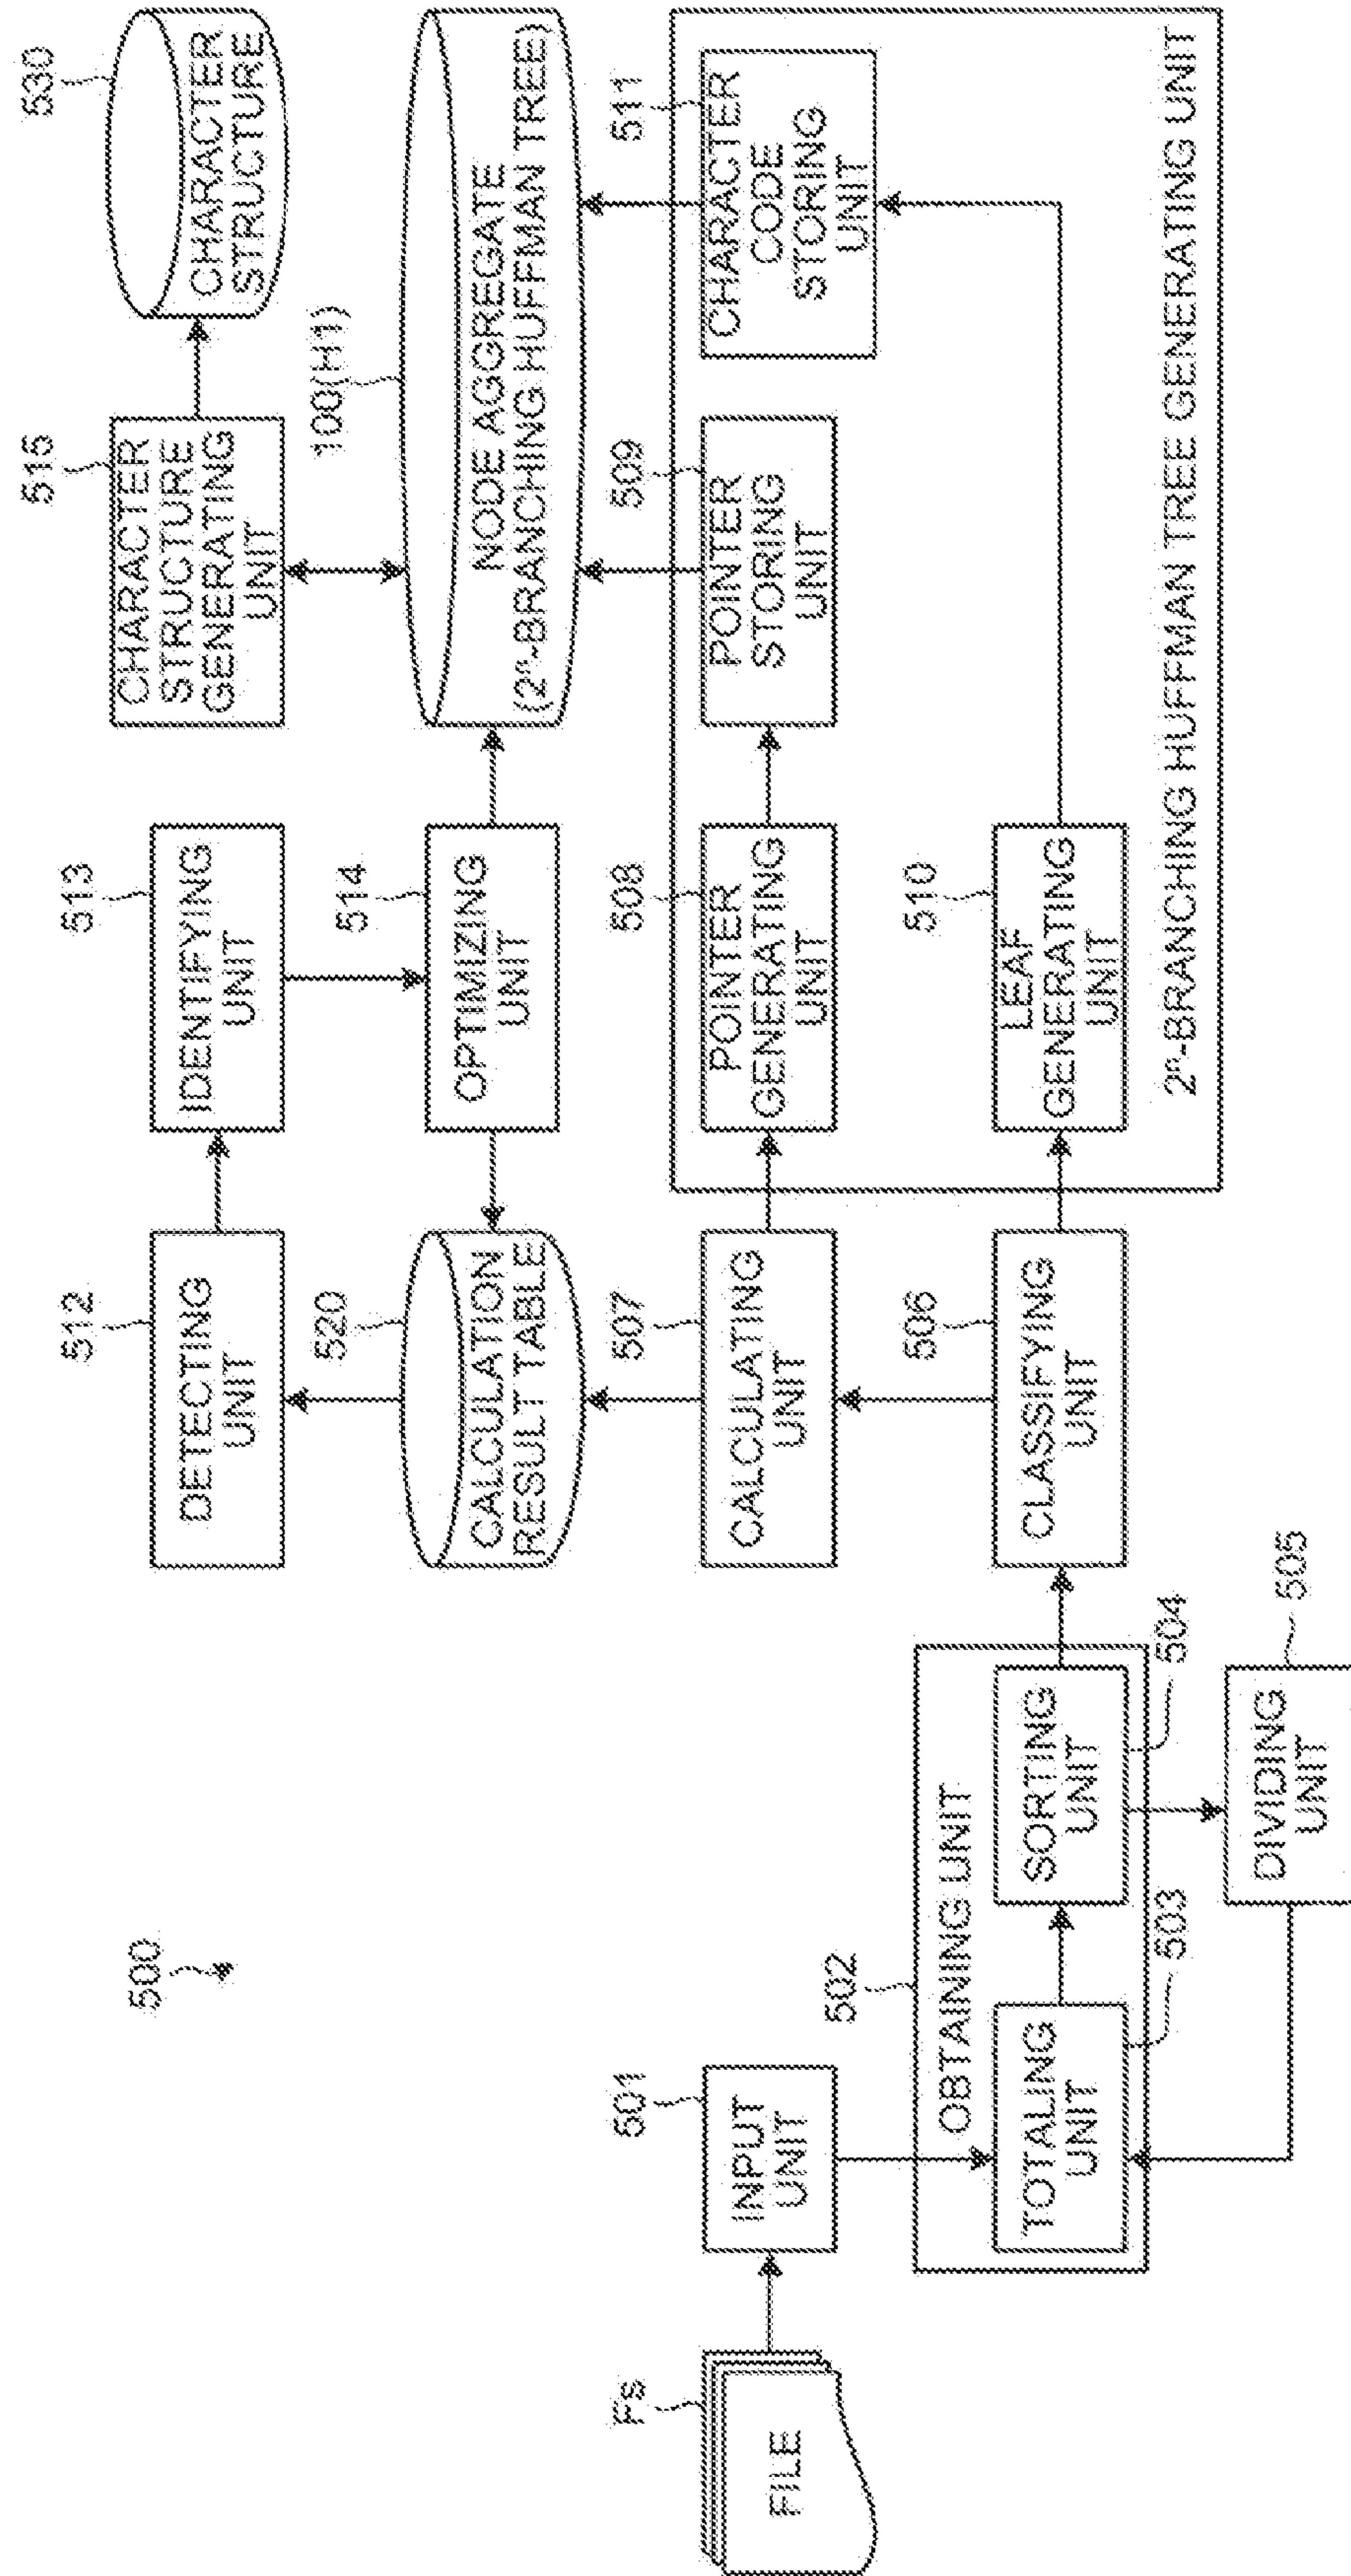 500
Fs
FILE
501
INPUT
UNIT
502
OBTAINING UNIT
TOTALING
UNIT
503
SORTING
UNIT
504
DIVIDING
UNIT
505
512
DETECTING
UNIT
520
CALCULATION
RESULT TABLE
507
CALCULATING
UNIT
506
CLASSIFYING
UNIT
513
IDENTIFYING
UNIT
514
OPTIMIZING
UNIT
508
POINTER
GENERATING
UNIT
510
LEAF
GENERATING
UNIT
515
CHARACTER
STRUCTURE
GENERATING
UNIT
530
CHARACTER
STRUCTURE
100(H1)
NODE AGGREGATE
(2ⁿ-BRANCHING HUFFMAN TREE)
509
POINTER
STORING
UNIT
511
CHARACTER
CODE
STORING
UNIT
2ⁿ-BRANCHING HUFFMAN TREE GENERATING UNIT